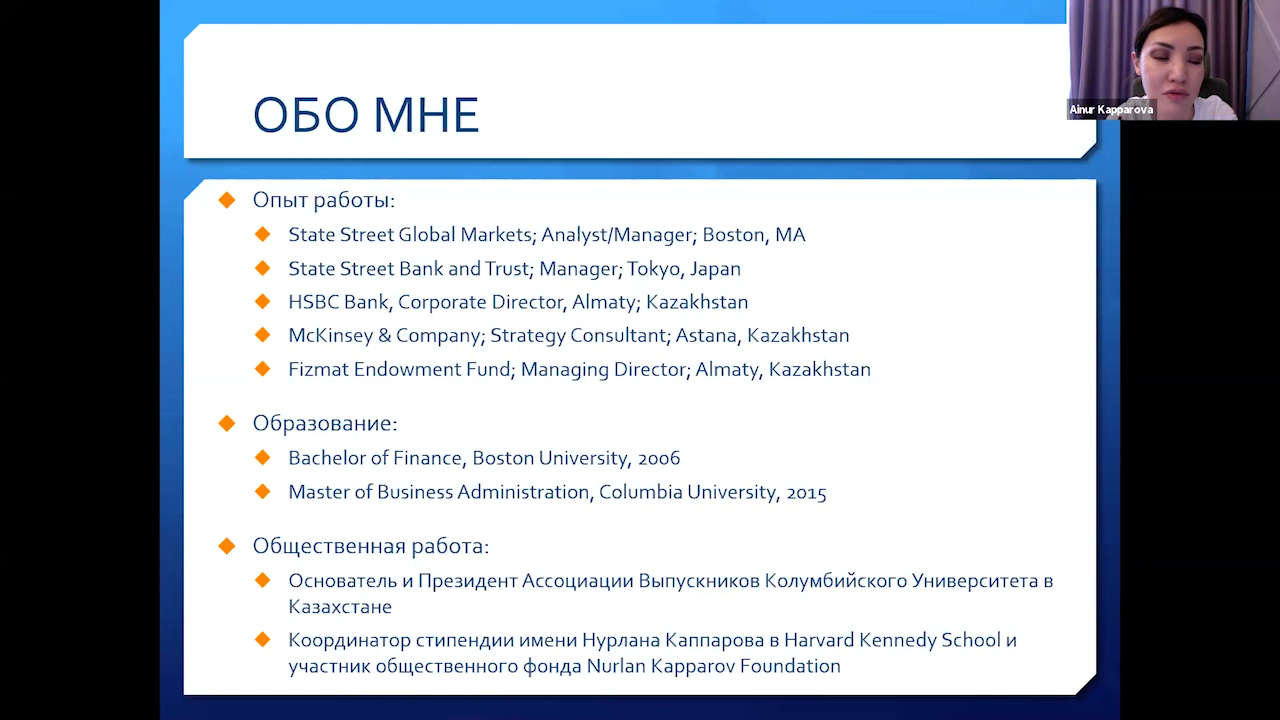 ОБО МНЕ
Ainur Kapparova
Опыт работы:
State Street Global Markets; Analyst/Manager; Boston, MA
State Street Bank and Trust; Manager; Tokyo, Japan
HSBC Bank, Corporate Director, Almaty; Kazakhstan
McKinsey & Company; Strategy Consultant; Astana, Kazakhstan
Fizmat Endowment Fund; Managing Director; Almaty, Kazakhstan
Образование:
Bachelor of Finance, Boston University, 2006
Master of Business Administration, Columbia University, 2015
Общественная работа:
Основатель и Президент Ассоциации Выпускников Колумбийского Университета в
Казахстане
Координатор стипендии имени Нурлана Каппарова в Harvard Kennedy School и
участник общественного фонда Nurlan Kapparov Foundation